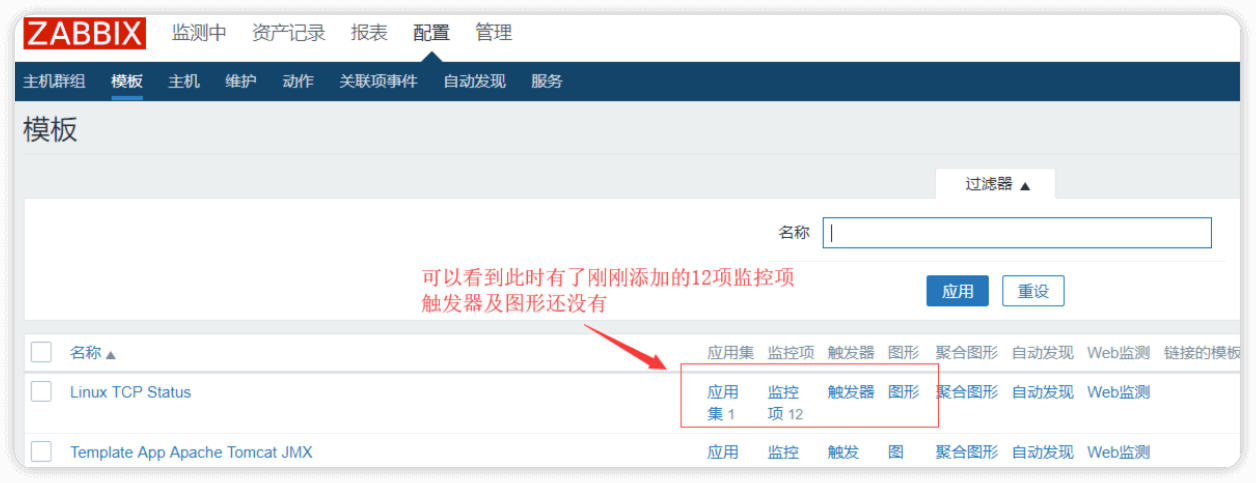 ZABBIX 监测中 资产记录 报表 配置 管理
主机群组 模板 主机 维护 动作 关联项事件 自动发现 服务
模板
过滤器 ▲
名称
可以看到此时有了刚刚添加的12项监控项
触发器及图形还没有
应用 重设
名称 ▲ 应用集 监控项 触发器 图形 聚合图形 自动发现 Web监测 链接的模板
Linux TCP Status 应用 监控 触发器 图形 聚合图形 自动发现 Web监测
集 1 项 12
Template App Apache Tomcat JMX 应用 监控 触发 图 聚合图形 自动发现 Web监测